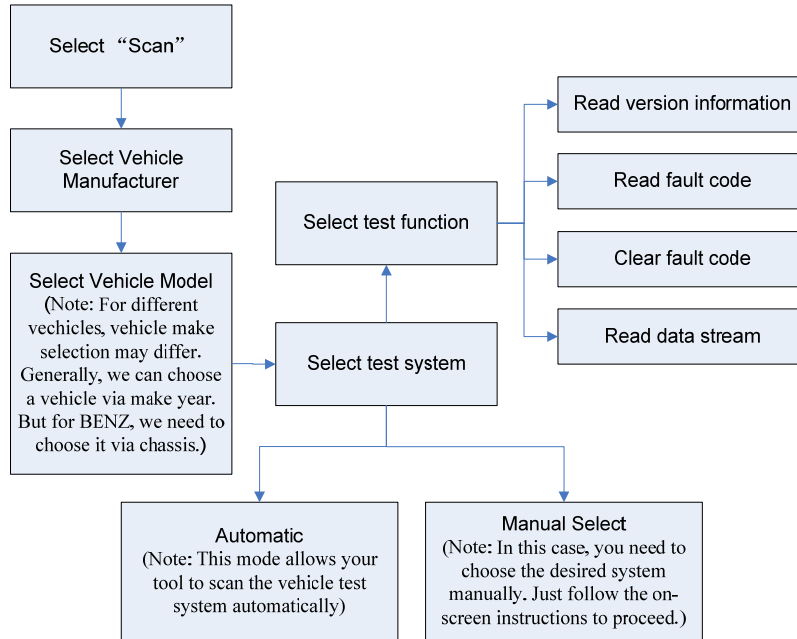 Select “Scan”
Select Vehicle
Manufacturer
Select Vehicle Model
(Note: For different
vechicles, vehicle make
selection may differ.
Generally, we can choose
a vehicle via make year.
But for BENZ, we need to
choose it via chassis.)
Select test system
Select test function
Read version information
Read fault code
Clear fault code
Read data stream
Automatic
(Note: This mode allows your
tool to scan the vehicle test
system automatically)
Manual Select
(Note: In this case, you need to
choose the desired system
manually. Just follow the on-
screen instructions to proceed.)